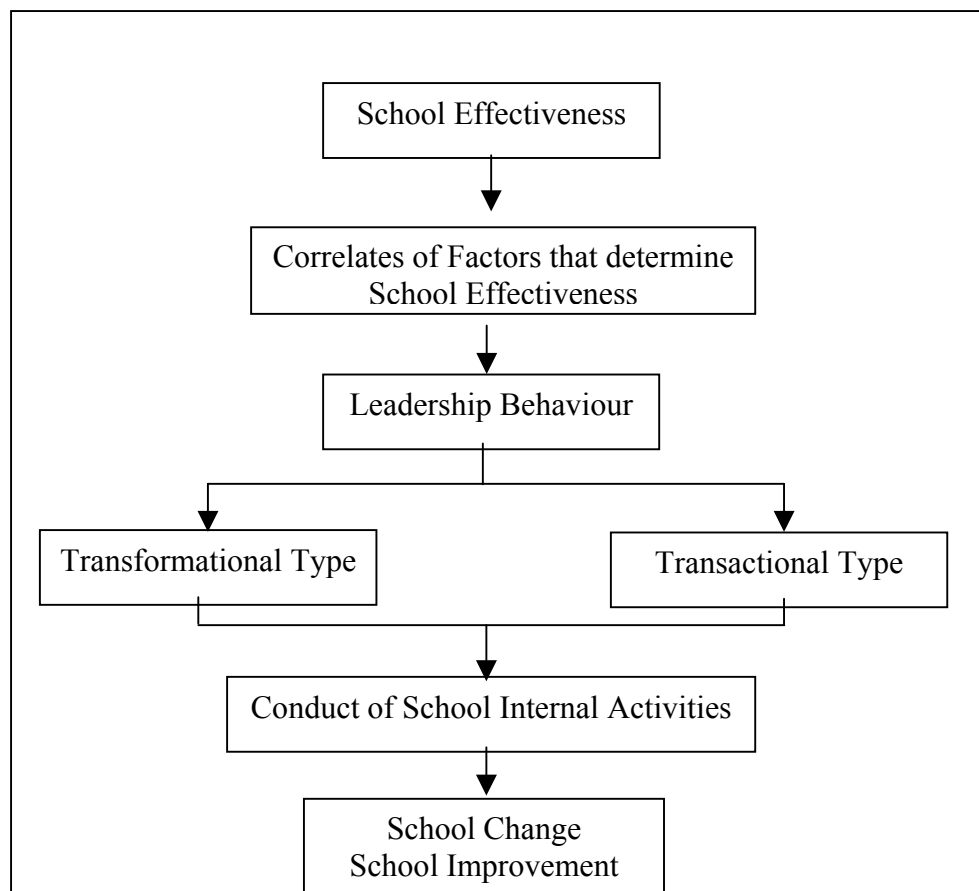 School Effectiveness
Correlates of Factors that determine
School Effectiveness
Leadership Behaviour
Transformational Type
Transactional Type
Conduct of School Internal Activities
School Change
School Improvement